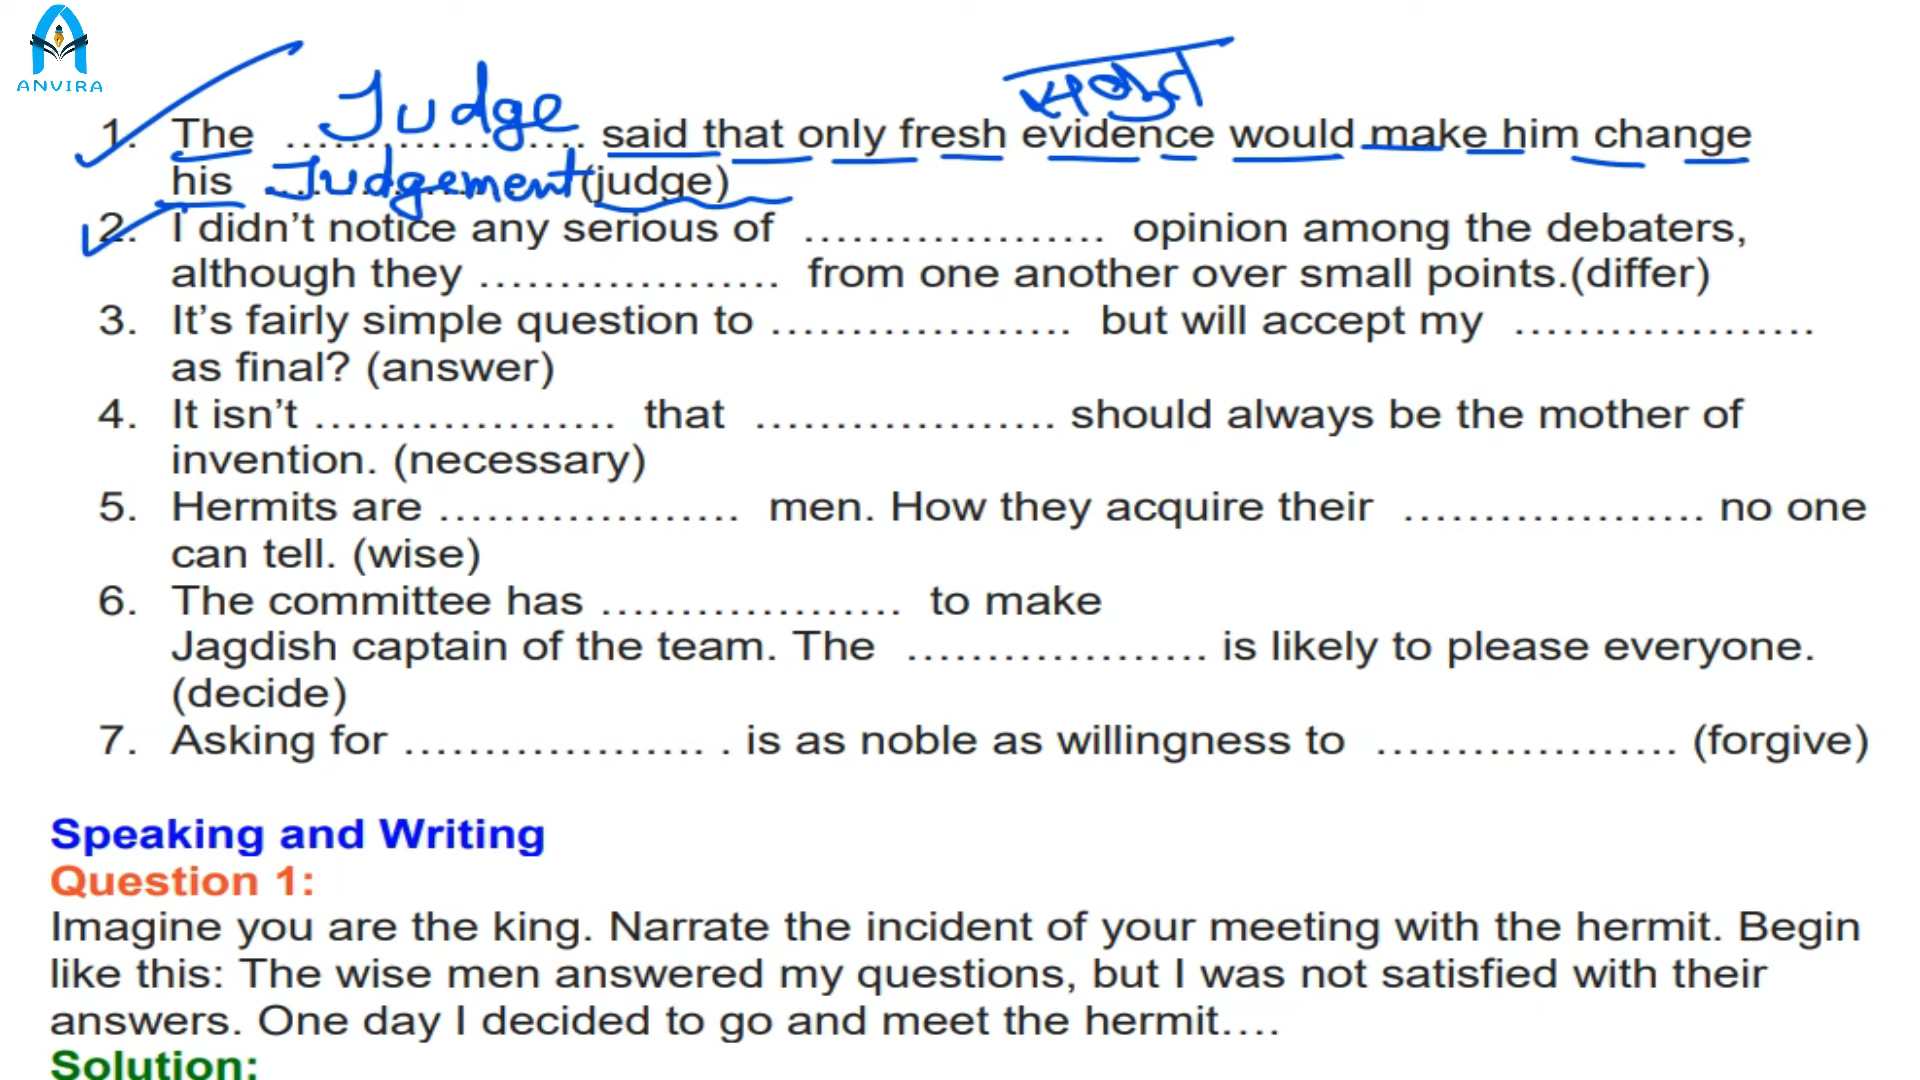 ANVIRA
1. The Judge said that only fresh evidence would make him change
his Judgement (judge)
2. I didn’t notice any serious of ………………. opinion among the debaters,
although they ………………. from one another over small points.(differ)
3. It’s fairly simple question to ………………. but will accept my ……………….
as final? (answer)
4. It isn’t ………………. that ………………. should always be the mother of
invention. (necessary)
5. Hermits are ………………. men. How they acquire their ………………. no one
can tell. (wise)
6. The committee has ………………. to make
Jagdish captain of the team. The ………………. is likely to please everyone.
(decide)
7. Asking for ………………. . is as noble as willingness to ………………. (forgive)
Speaking and Writing
Question 1:
Imagine you are the king. Narrate the incident of your meeting with the hermit. Begin
like this: The wise men answered my questions, but I was not satisfied with their
answers. One day I decided to go and meet the hermit….
Solution: